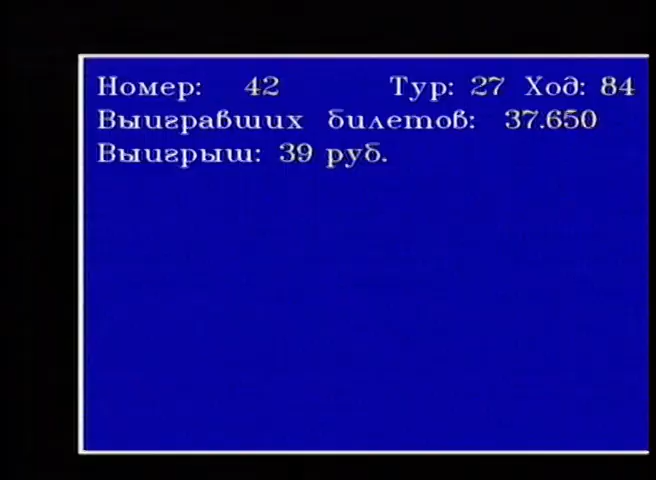 Номер: 42 Тур: 27 Ход: 84
Выигравших билетов: 37.650
Выигрыш: 39 руб.